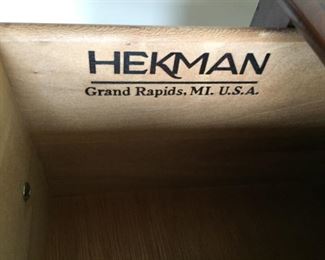 HEKMAN
Grand Rapids, MI. U.S.A.